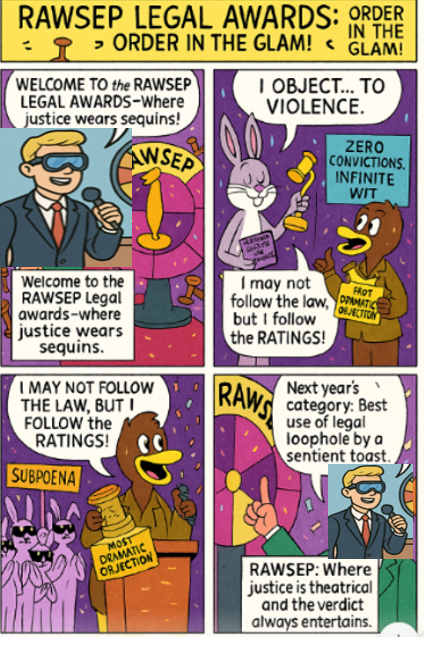 RAWSEP LEGAL AWARDS:
ORDER IN THE GLAM!
ORDER
IN THE
GLAM!
WELCOME TO the RAWSEP
LEGAL AWARDS–Where
justice wears sequins!
AWSEP
Welcome to the
RAWSEP Legal
awards–where
justice wears
sequins.
I OBJECT... TO
VIOLENCE.
ZERO
CONVICTIONS.
INFINITE
WIT
I may not
follow the law,
but I follow
the RATINGS!
DRAMATIC
OBJECTION
I MAY NOT FOLLOW
THE LAW, BUT I
FOLLOW the
RATINGS!
SUBPOENA
MOST
DRAMATIC
ORJECTION
RAWS
Next year's
category: Best
use of legal
loophole by a
sentient toast.
RAWSEP: Where
justice is theatrical
and the verdict
always entertains.